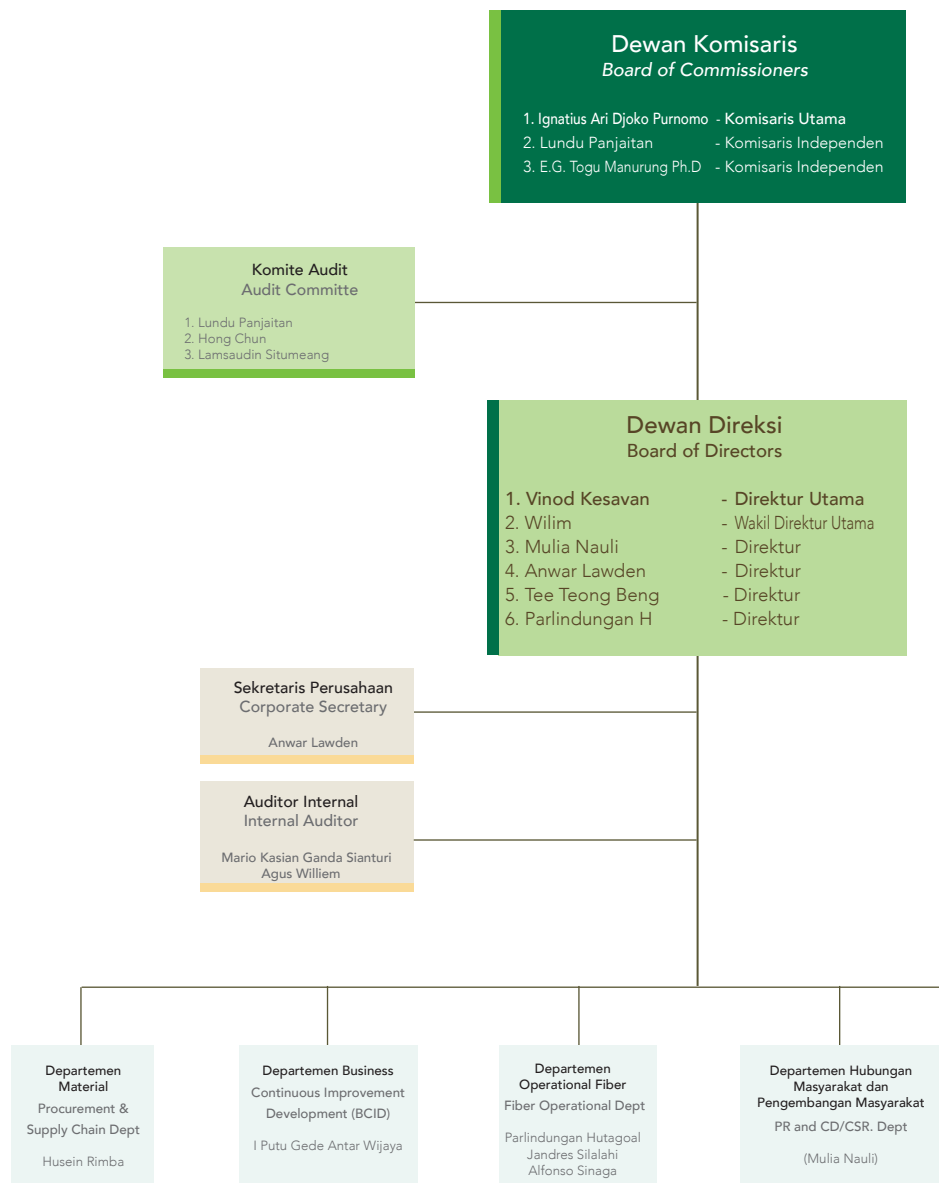 Dewan Komisaris
Board of Commissioners
1. Ignatius Ari Djoko Purnomo - Komisaris Utama
2. Lundu Panjaitan - Komisaris Independen
3. E.G. Togu Manurung Ph.D - Komisaris Independen
Komite Audit
Audit Committe
1. Lundu Panjaitan
2. Hong Chun
3. Lamsaudin Situmeang
Dewan Direksi
Board of Directors
1. Vinod Kesavan - Direktur Utama
2. Wilim - Wakil Direktur Utama
3. Mulia Nauli - Direktur
4. Anwar Lawden - Direktur
5. Tee Teong Beng - Direktur
6. Parlindungan H - Direktur
Sekretaris Perusahaan
Corporate Secretary
Anwar Lawden
Auditor Internal
Internal Auditor
Mario Kasian Ganda Sianturi
Agus Williem
Departemen
Material
Procurement &
Supply Chain Dept
Husein Rimba
Departemen Business
Continuous Improvement
Development (BCID)
I Putu Gede Antar Wijaya
Departemen
Operational Fiber
Fiber Operational Dept
Parlindungan Hutagoal
Jandres Silalahi
Alfonso Sinaga
Departemen Hubungan
Masyarakat dan
Pengembangan Masyarakat
PR and CD/CSR. Dept
(Mulia Nauli)